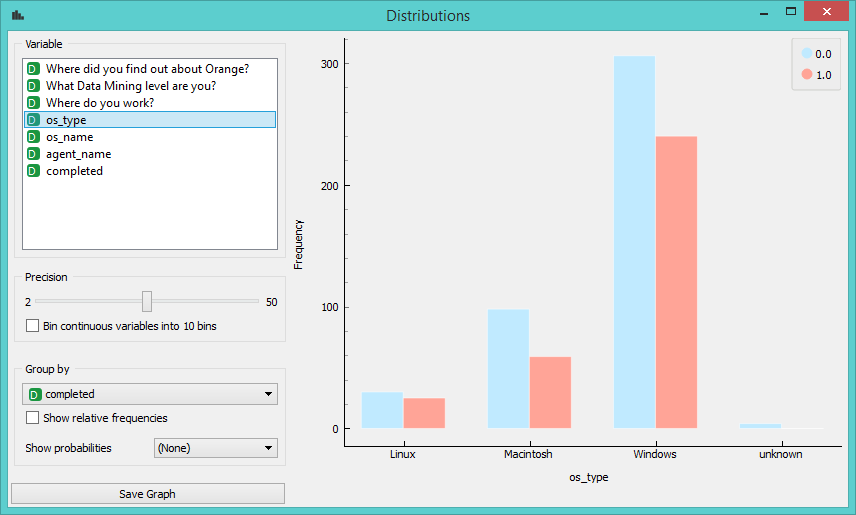 Distributions
Variable
D Where did you find out about Orange?
D What Data Mining level are you?
D Where do you work?
D os_type
D os_name
D agent_name
D completed
Precision
2 50
Bin continuous variables into 10 bins
Group by
D completed
Show relative frequencies
Show probabilities (None)
Save Graph
Frequency
300
200
100
0
Linux Macintosh Windows unknown
os_type
0.0
1.0